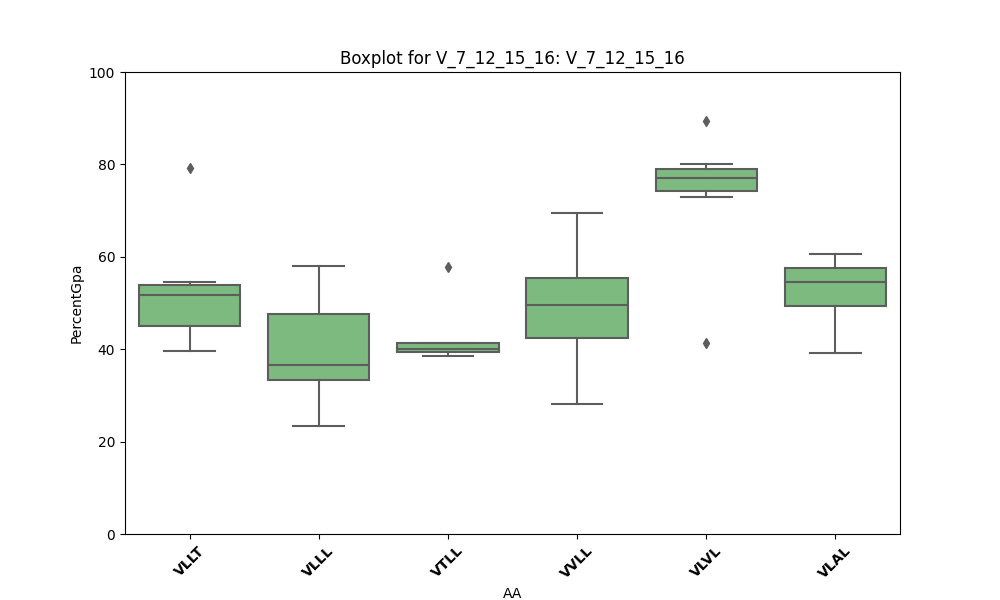 Boxplot for V_7_12_15_16: V_7_12_15_16
100
80
60
40
20
0
PercentGpa
VLLT
VLLL
VTLL
VVLL
VLVL
VLAL
AA